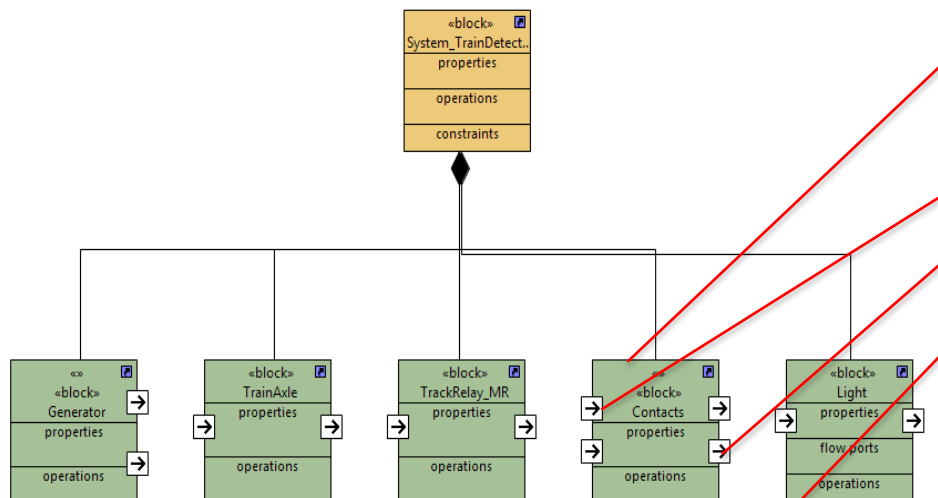 «block»
System_TrainDetect..
properties
operations
constraints
«»
«block»
Generator
properties
operations
«block»
TrainAxle
properties
operations
«block»
TrackRelay_MR
properties
operations
«»
«block»
Contacts
properties
operations
«block»
Light
properties
flow ports
operations